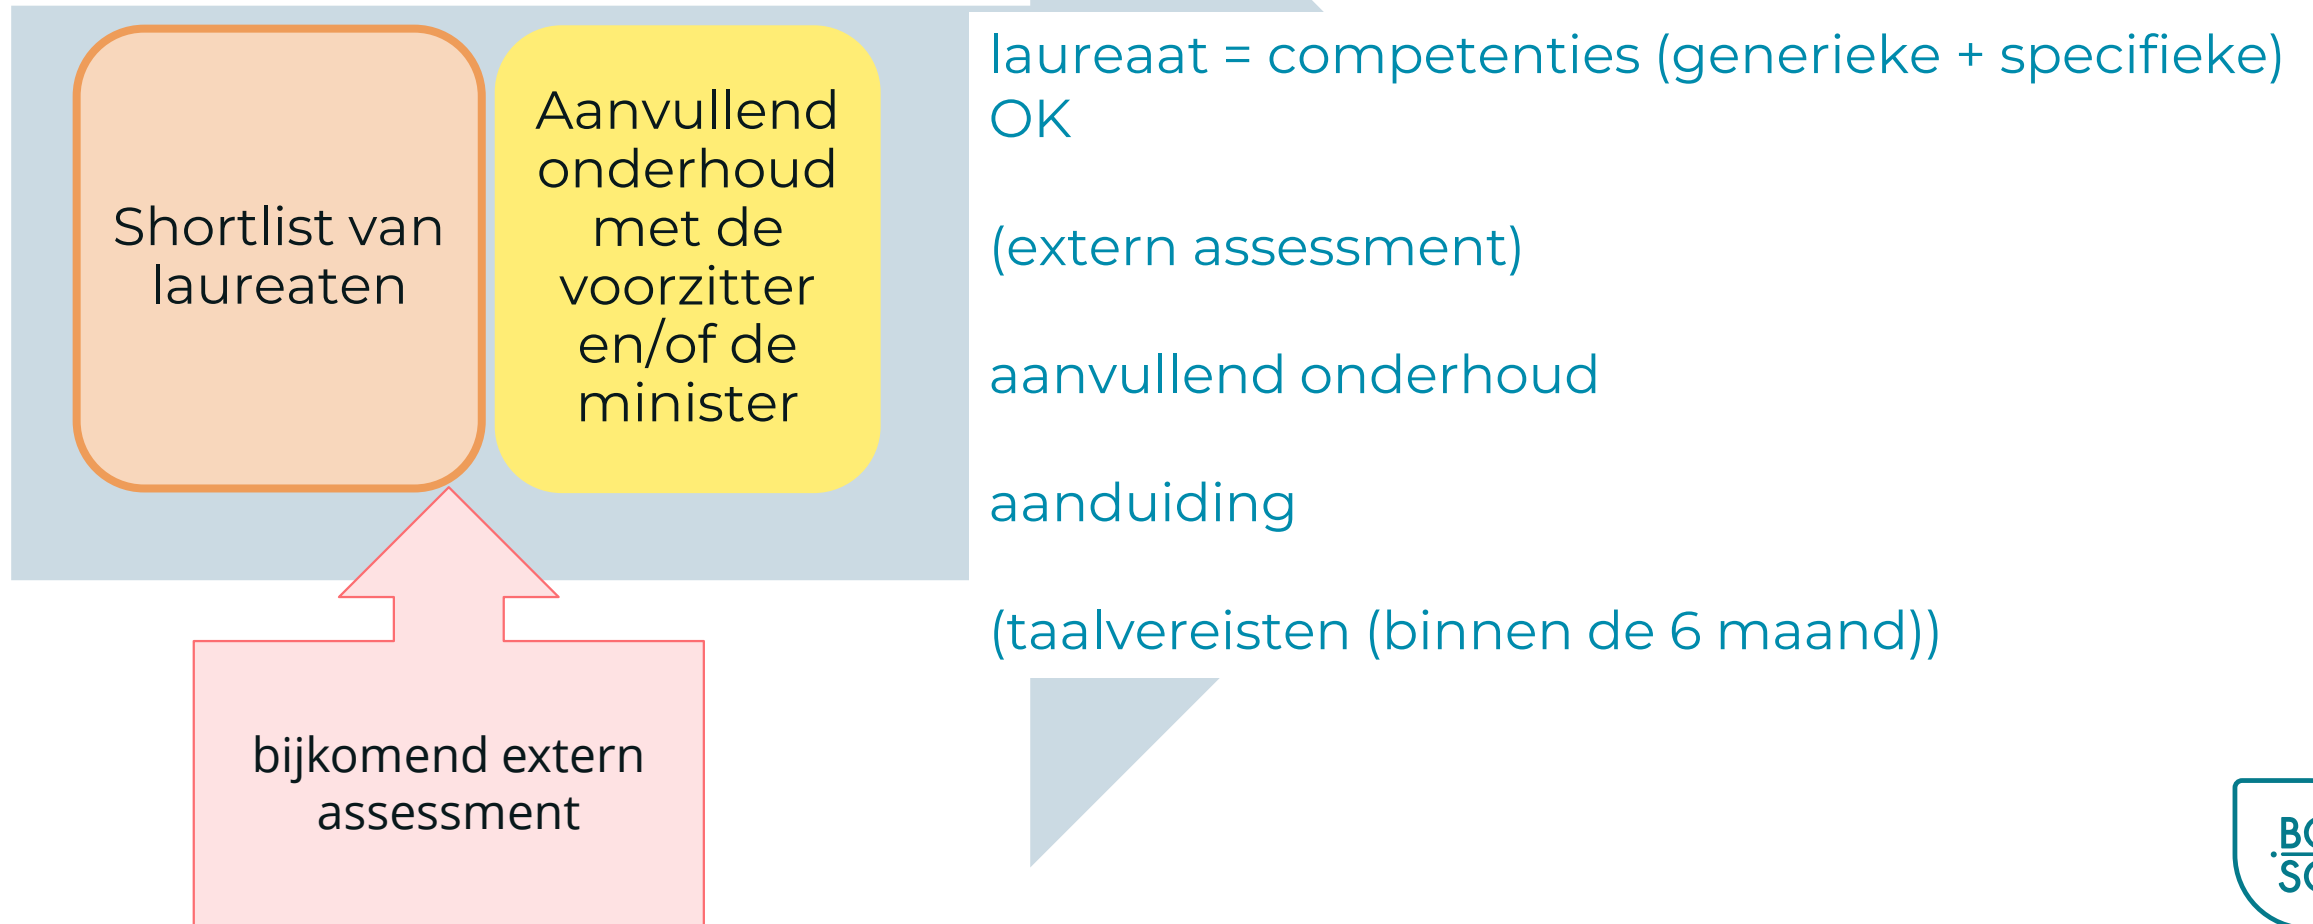 Shortlist van
laureaten
Aanvullend
onderhoud
met de
voorzitter
en/of de
minister
bijkomend extern
assessment
laureaat = competenties (generieke + specifieke)
OK
(extern assessment)
aanvullend onderhoud
aanduiding
(taalvereisten (binnen de 6 maand))